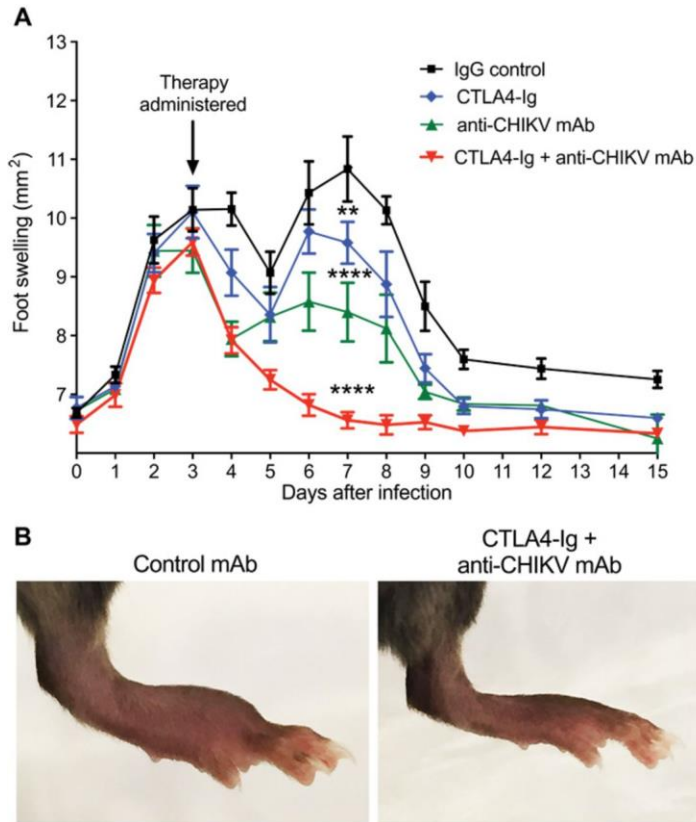 A
13
12
11
10
9
8
7
Foot swelling (mm²)
Therapy
administered
IgG control
CTLA4-Ig
anti-CHIKV mAb
CTLA4-Ig + anti-CHIKV mAb
**
****
****
0 1 2 3 4 5 6 7 8 9 10 11 12 13 14 15
Days after infection
B
Control mAb
CTLA4-Ig +
anti-CHIKV mAb